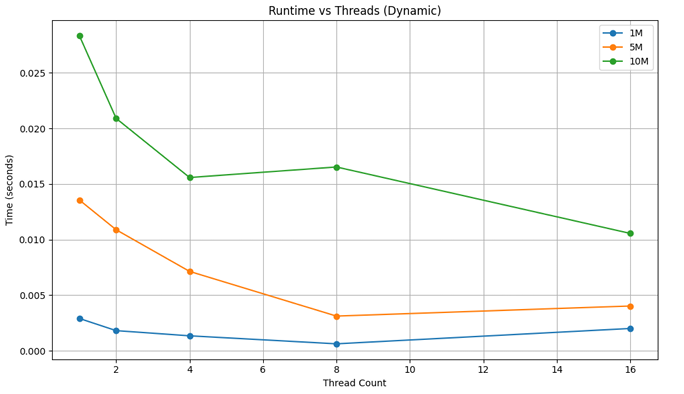 Runtime vs Threads (Dynamic)
1M
5M
10M
Time (seconds)
0.025
0.020
0.015
0.010
0.005
0.000
2 4 6 8 10 12 14 16
Thread Count